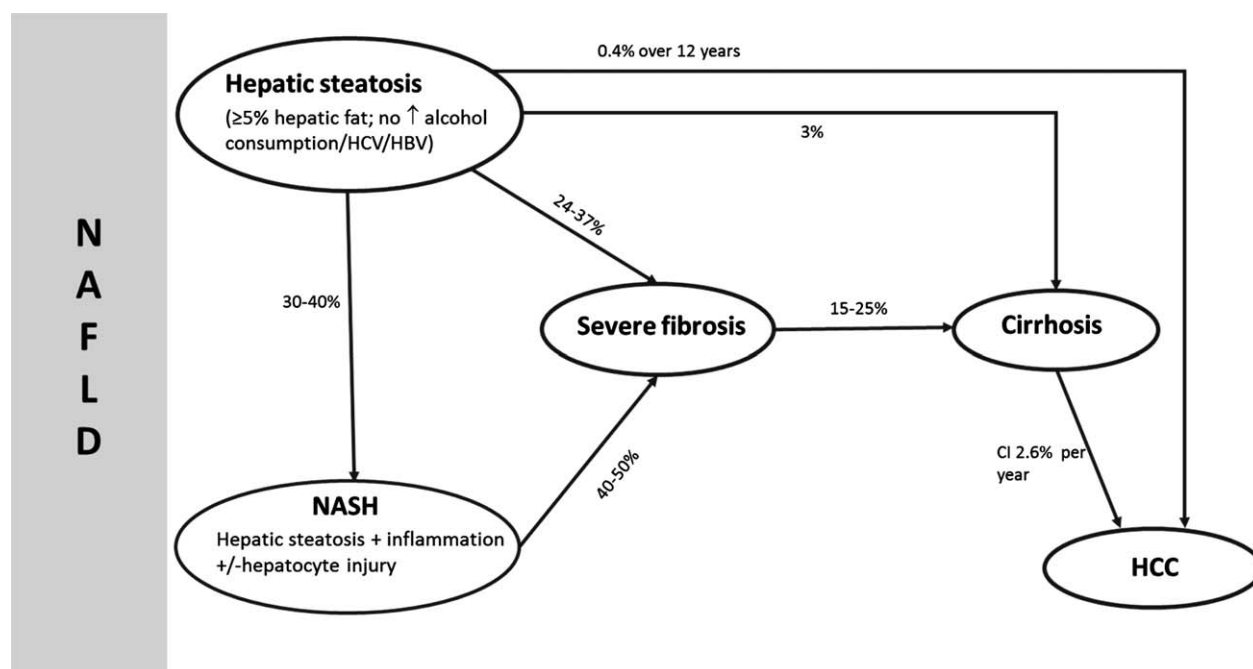 N
A
F
L
D
0.4% over 12 years
Hepatic steatosis
(≥5% hepatic fat; no ↑ alcohol
consumption/HCV/HBV)
3%
24-37%
30-40%
Severe fibrosis
15-25%
Cirrhosis
40-50%
CI 2.6% per
year
NASH
Hepatic steatosis + inflammation
+/-hepatocyte injury
HCC